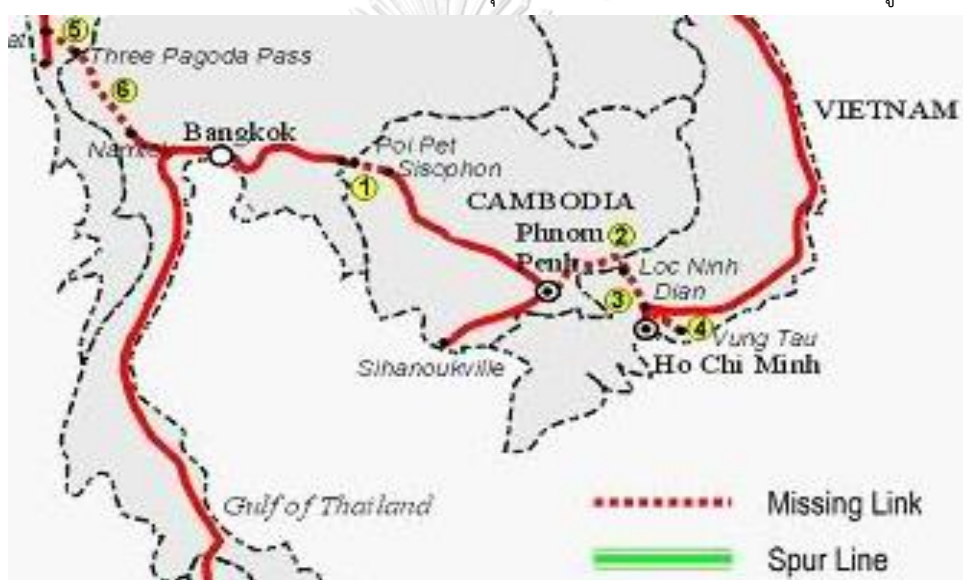 et
5
Three Pagoda Pass
6
Bangkok
VIETNAM
Poi Pet
Sisophon
1
CAMBODIA
Phnom
2
Penh
Loc Ninh
Dian
3
4
Vung Tau
Ho Chi Minh
Sihanoukville
Gulf of Thailand
Missing Link
Spur Line